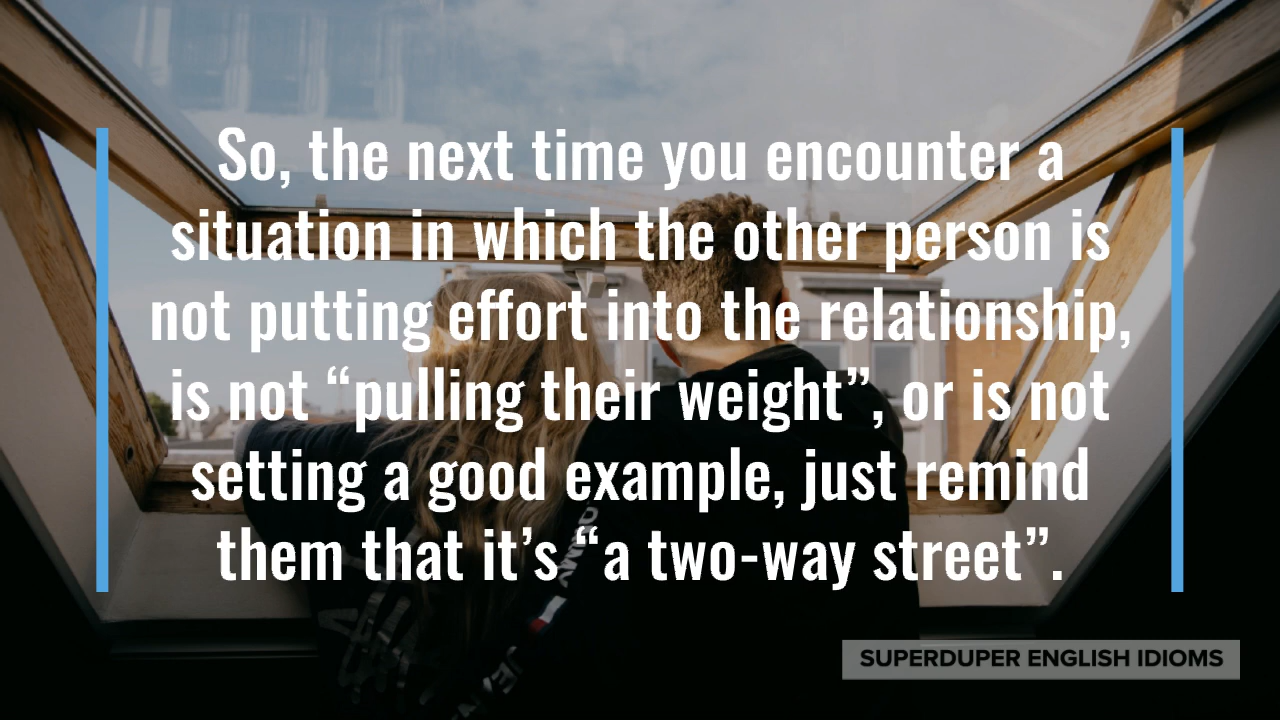 So, the next time you encounter a
situation in which the other person is
not putting effort into the relationship,
is not “pulling their weight”, or is not
setting a good example, just remind
them that it’s “a two-way street”.
SUPERDUPER ENGLISH IDIOMS